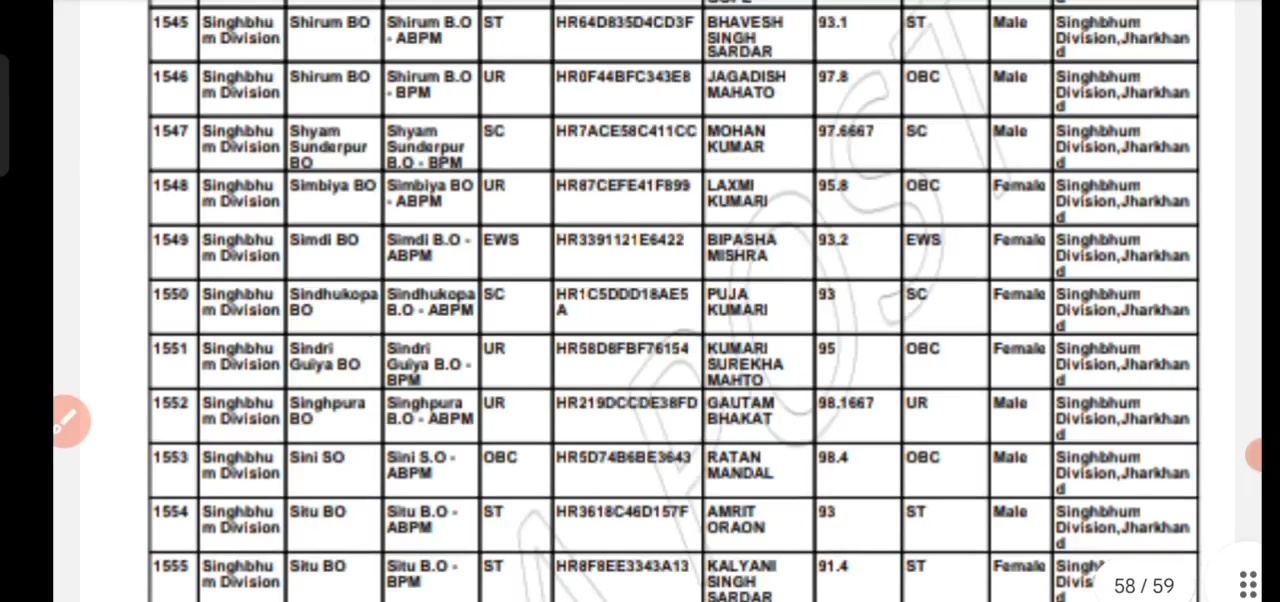 1545 Singhbhu Shirum BO Shirum B.O ST HR64D835D4CD3F BHAVESH 93.1 ST Male Singhbhum
m Division - ABPM SINGH Division,Jharkhan
SARDAR d
1546 Singhbhu Shirum BO Shirum B.O UR HR0F44BFC343E8 JAGADISH 97.8 OBC Male Singhbhum
m Division - BPM MAHATO Division,Jharkhan
d
1547 Singhbhu Shyam Shyam SC HR7ACE58C411CC MOHAN 97.6667 SC Male Singhbhum
m Division Sunderpur Sunderpur KUMAR Division,Jharkhan
BO B.O - BPM d
1548 Singhbhu Simbiya BO Simbiya BO UR HR87CEFE41F899 LAXMI 95.8 OBC Female Singhbhum
m Division - ABPM KUMARI Division,Jharkhan
d
1549 Singhbhu Simdi BO Simdi B.O - EWS HR3391121E6422 BIPASHA 93.2 EWS Female Singhbhum
m Division ABPM MISHRA Division,Jharkhan
d
1550 Singhbhu Sindhukopa Sindhukopa SC HR1C5DDD18AE5 PUJA 93 SC Female Singhbhum
m Division BO B.O - ABPM A KUMARI Division,Jharkhan
d
1551 Singhbhu Sindri Sindri UR HR58D8FBF76154 KUMARI 95 OBC Female Singhbhum
m Division Guiya BO Guiya B.O - SUREKHA Division,Jharkhan
BPM MAHTO d
1552 Singhbhu Singhpura Singhpura UR HR219DCCDE38FD GAUTAM 98.1667 UR Male Singhbhum
m Division BO B.O - ABPM BHAKAT Division,Jharkhan
d
1553 Singhbhu Sini SO Sini S.O - OBC HR5D74B6BE3643 RATAN 98.4 OBC Male Singhbhum
m Division ABPM MANDAL Division,Jharkhan
d
1554 Singhbhu Situ BO Situ B.O - ST HR3618C46D157F AMRIT 93 ST Male Singhbhum
m Division ABPM ORAON Division,Jharkhan
d
1555 Singhbhu Situ BO Situ B.O - ST HR8F8EE3343A13 KALYANI 91.4 ST Female
m Division BPM SINGH
SARDAR
58 / 59